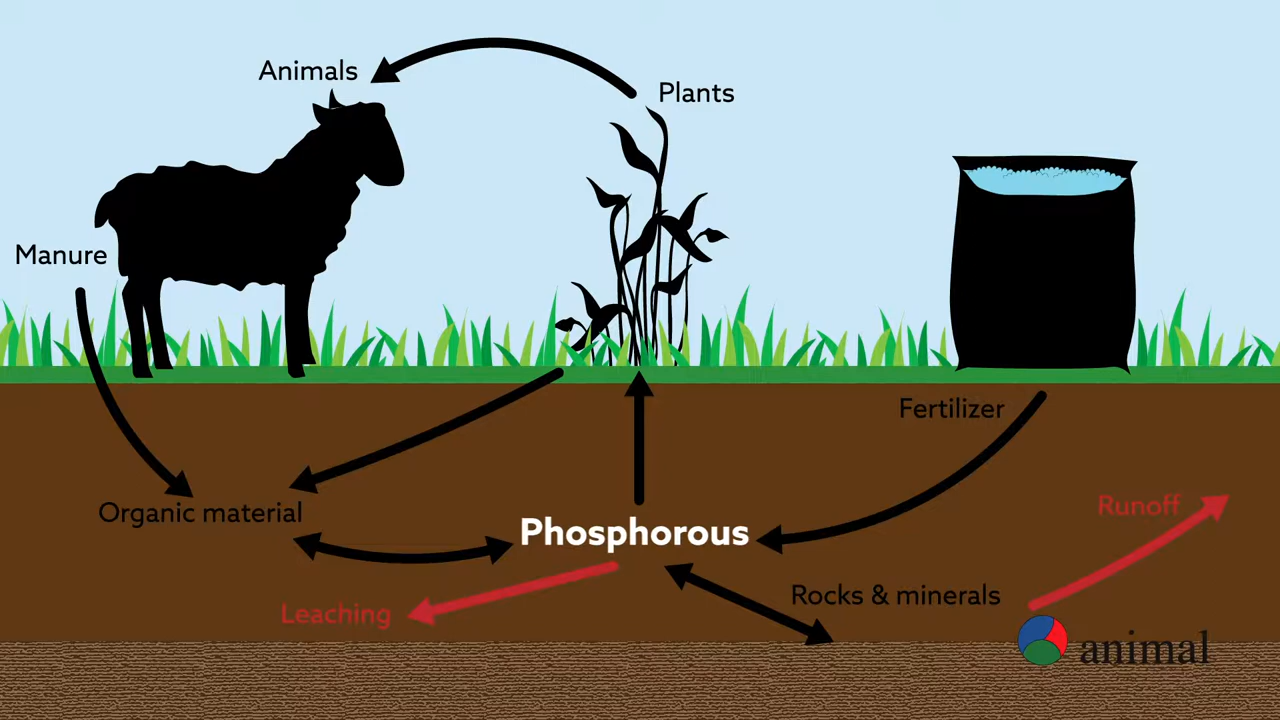 Animals
Plants
Manure
Fertilizer
Organic material
Runoff
Phosphorous
Rocks & minerals
Leaching
animal